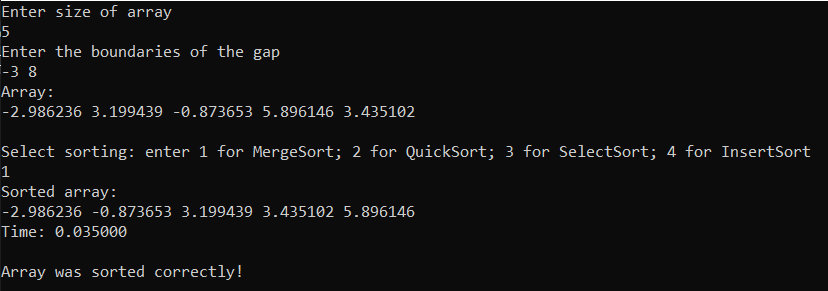 Enter size of array
5
Enter the boundaries of the gap
-3 8
Array:
-2.986236 3.199439 -0.873653 5.896146 3.435102
Select sorting: enter 1 for MergeSort; 2 for QuickSort; 3 for SelectSort; 4 for InsertSort
1
Sorted array:
-2.986236 -0.873653 3.199439 3.435102 5.896146
Time: 0.035000
Array was sorted correctly!